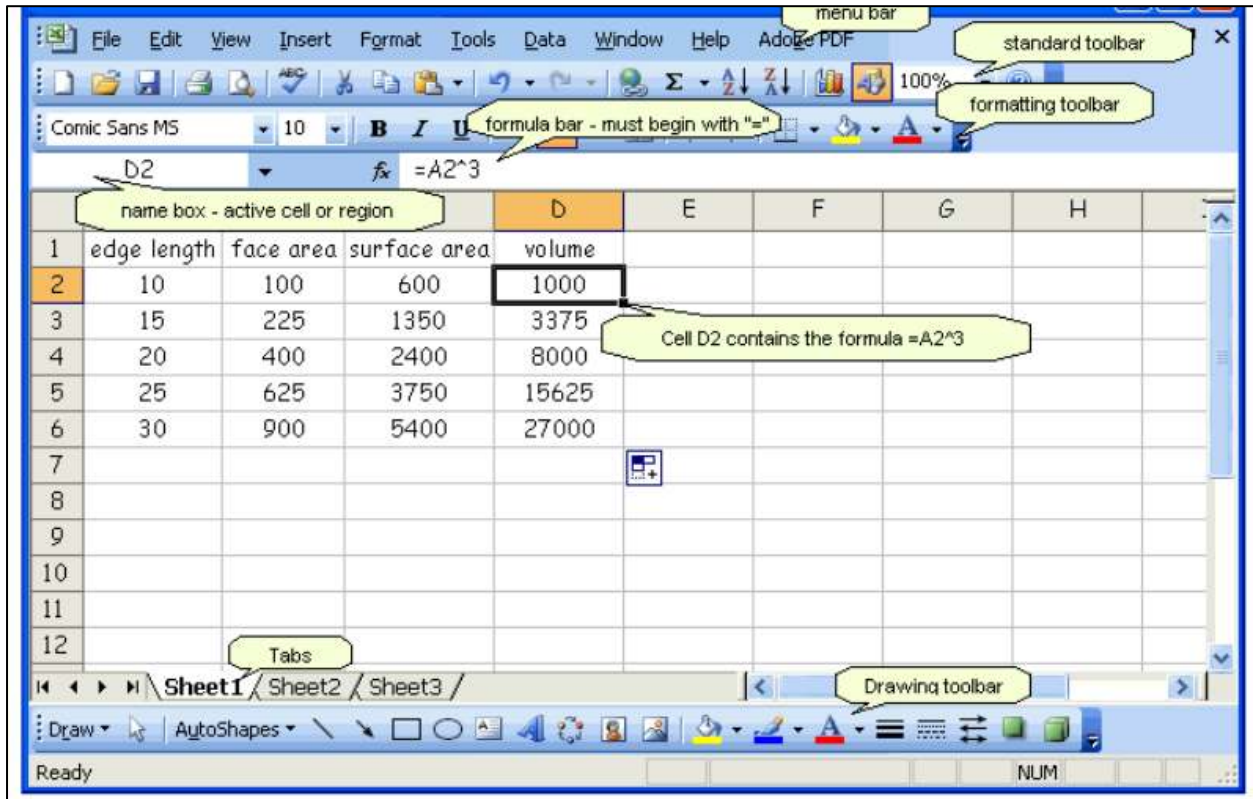 menu bar
File Edit View Insert Format Tools Data Window Help Adobe PDF
standard toolbar
ABC Σ A Z Z A 100%
formatting toolbar
Comic Sans MS 10 B I U
formula bar - must begin with "="
A
D2 fx =A2^3
name box - active cell or region
D E F G H
1 edge length face area surface area volume
2 10 100 600 1000
3 15 225 1350 3375
Cell D2 contains the formula =A2^3
4 20 400 2400 8000
5 25 625 3750 15625
6 30 900 5400 27000
7
8
9
10
11
12
Tabs
Sheet1 Sheet2 Sheet3
Drawing toolbar
Draw AutoShapes A A A
Ready NUM